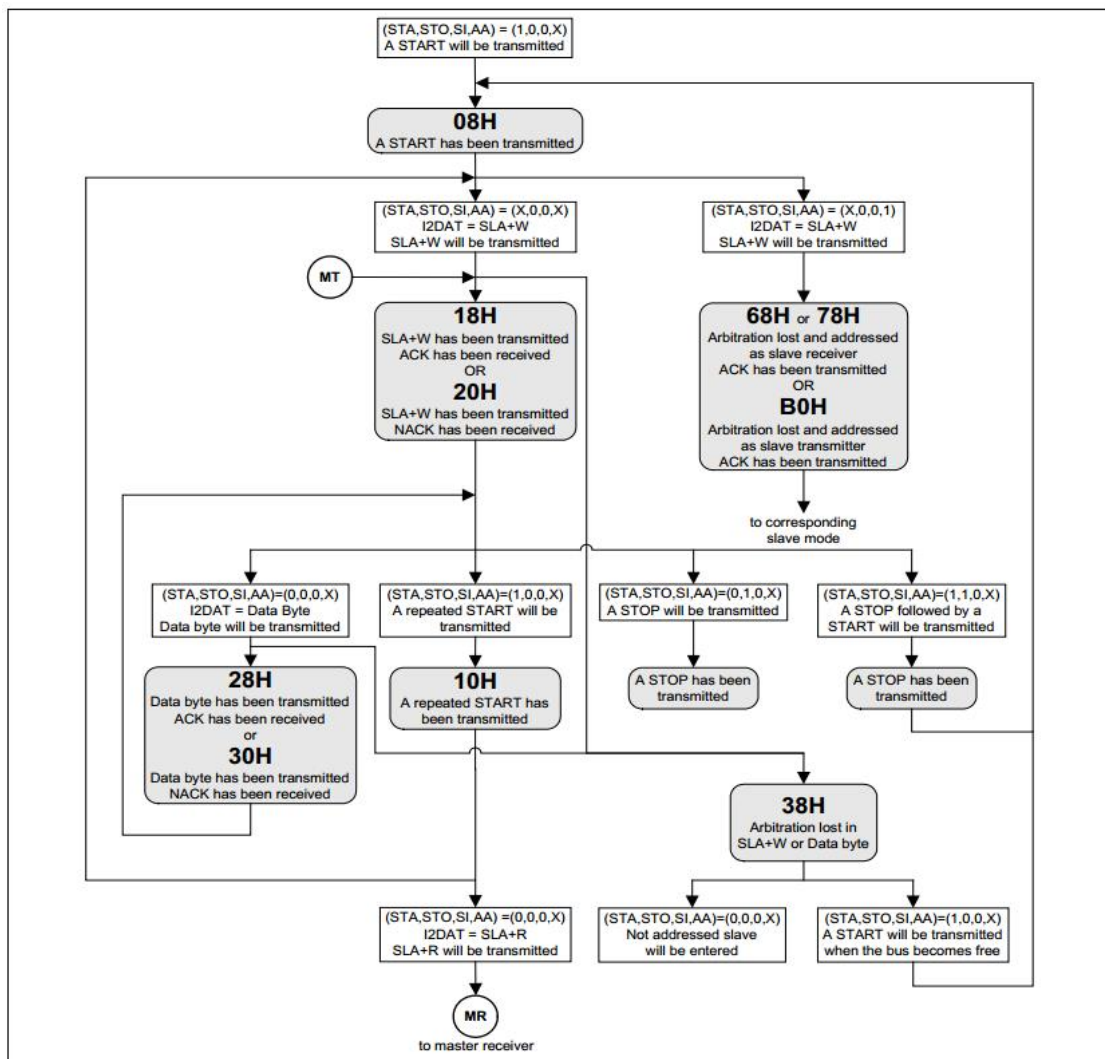 (STA,STO,SI,AA) = (1,0,0,X)
A START will be transmitted
08H
A START has been transmitted
(STA,STO,SI,AA) = (X,0,0,X)
I2DAT = SLA+W
SLA+W will be transmitted
(STA,STO,SI,AA) = (X,0,0,1)
I2DAT = SLA+W
SLA+W will be transmitted
MT
18H
SLA+W has been transmitted
ACK has been received
OR
20H
SLA+W has been transmitted
NACK has been received
68H or 78H
Arbitration lost and addressed
as slave receiver
ACK has been transmitted
OR
B0H
Arbitration lost and addressed
as slave transmitter
ACK has been transmitted
to corresponding
slave mode
(STA,STO,SI,AA)=(0,0,0,X)
I2DAT = Data Byte
Data byte will be transmitted
(STA,STO,SI,AA)=(1,0,0,X)
A repeated START will be
transmitted
(STA,STO,SI,AA)=(0,1,0,X)
A STOP will be transmitted
(STA,STO,SI,AA)=(1,1,0,X)
A STOP followed by a
START will be transmitted
28H
Data byte has been transmitted
ACK has been received
or
30H
Data byte has been transmitted
NACK has been received
10H
A repeated START has
been transmitted
A STOP has been
transmitted
A STOP has been
transmitted
38H
Arbitration lost in
SLA+W or Data byte
(STA,STO,SI,AA) =(0,0,0,X)
I2DAT = SLA+R
SLA+R will be transmitted
(STA,STO,SI,AA)=(0,0,0,X)
Not addressed slave
will be entered
(STA,STO,SI,AA)=(1,0,0,X)
A START will be transmitted
when the bus becomes free
MR
to master receiver